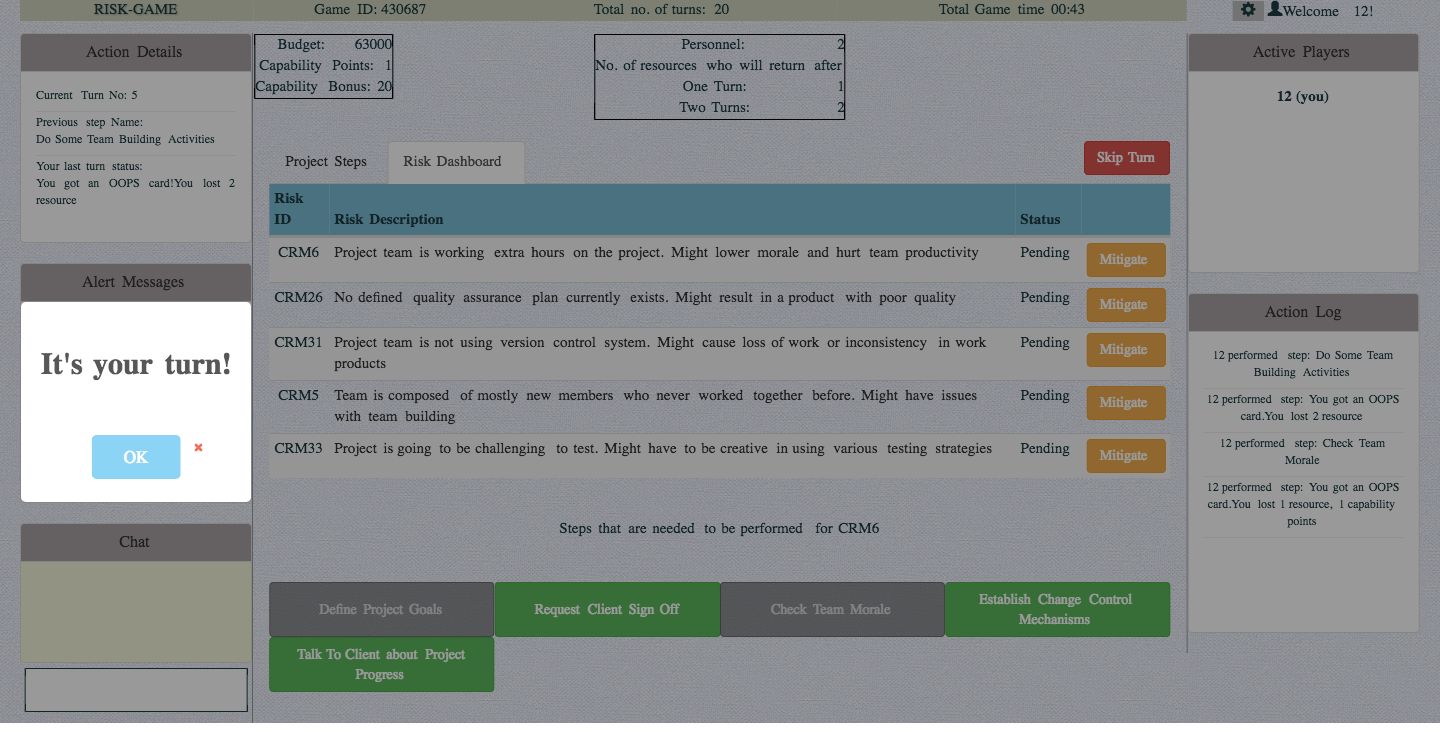 RISK-GAME
Game ID: 430687
Total no. of turns: 20
Total Game time 00:43
Welcome 12!
Action Details
Current Turn No: 5
Previous step Name:
Do Some Team Building Activities
Your last turn status:
You got an OOPS card!You lost 2
resource
Budget: 63000
Capability Points: 1
Capability Bonus: 20
Personnel: 2
No. of resources who will return after
One Turn: 1
Two Turns: 2
Active Players
12 (you)
Project Steps
Risk Dashboard
Skip Turn
Risk
ID
Risk Description
Status
CRM6 Project team is working extra hours on the project. Might lower morale and hurt team productivity Pending Mitigate
CRM26 No defined quality assurance plan currently exists. Might result in a product with poor quality Pending Mitigate
CRM31 Project team is not using version control system. Might cause loss of work or inconsistency in work Pending Mitigate
products
CRM5 Team is composed of mostly new members who never worked together before. Might have issues Pending Mitigate
with team building
CRM33 Project is going to be challenging to test. Might have to be creative in using various testing strategies Pending Mitigate
Alert Messages
It's your turn!
OK
Action Log
12 performed step: Do Some Team
Building Activities
12 performed step: You got an OOPS
card.You lost 2 resource
12 performed step: Check Team
Morale
12 performed step: You got an OOPS
card.You lost 1 resource, 1 capability
points
Chat
Steps that are needed to be performed for CRM6
Define Project Goals
Request Client Sign Off
Check Team Morale
Establish Change Control
Mechanisms
Talk To Client about Project
Progress